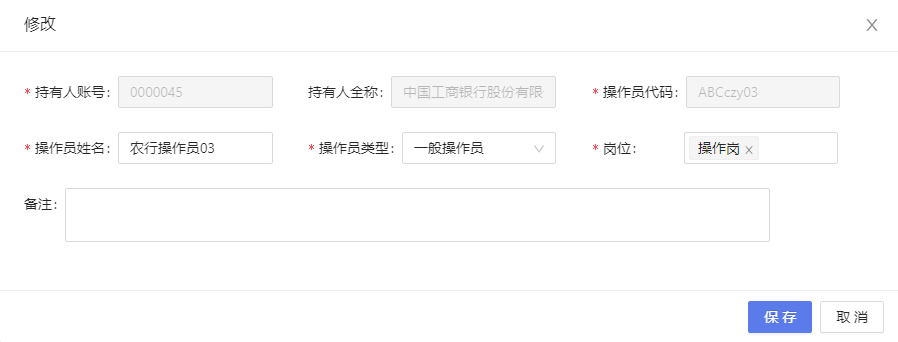 修改
* 持有人账号: 0000045 持有人全称: 中国工商银行股份有限 * 操作员代码: ABCczy03
* 操作员姓名: 农行操作员03 * 操作员类型: 一般操作员 * 岗位: 操作岗
备注:
保存 取消